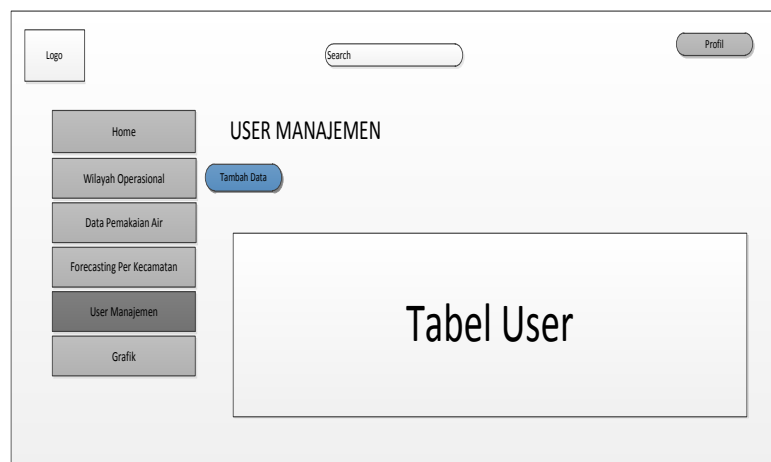 Logo
Search
Profil
Home
USER MANAJEMEN
Wilayah Operasional
Tambah Data
Data Pemakaian Air
Forecasting Per Kecamatan
User Manajemen
Tabel User
Grafik